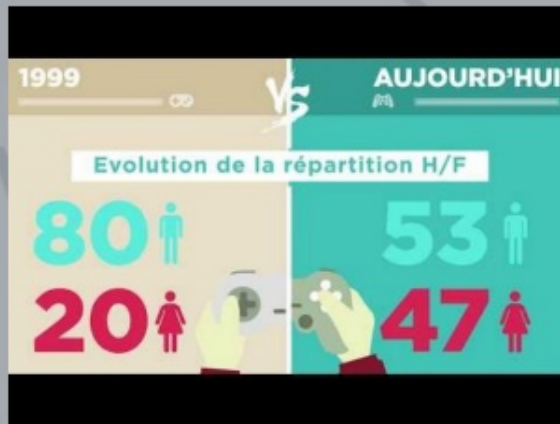 1999
VS
AUJOURD'HUI
Evolution de la répartition H/F
80
53
20
47